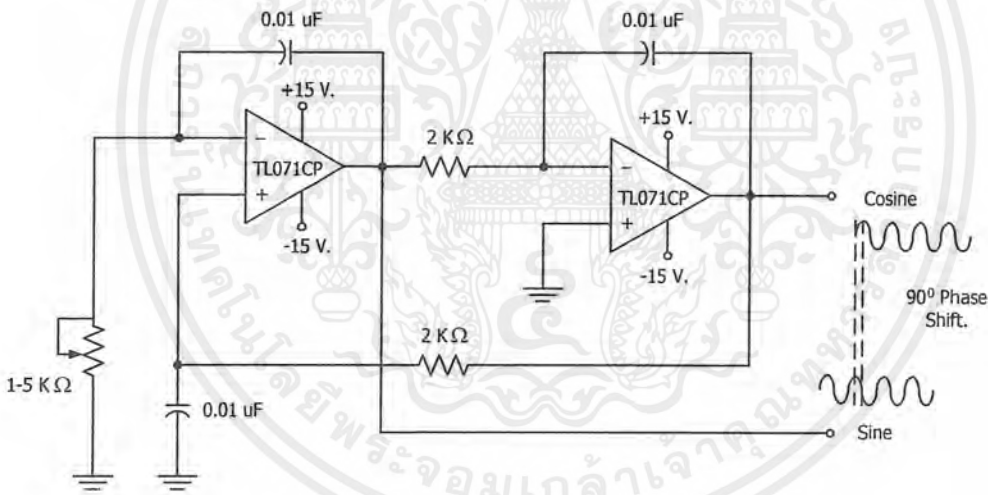 0.01 uF
0.01 uF
+15 V.
+15 V.
2 KΩ
TL071CP
TL071CP
-15 V.
-15 V.
Cosine
90⁰ Phase
Shift.
2 KΩ
1-5 KΩ
0.01 uF
Sine